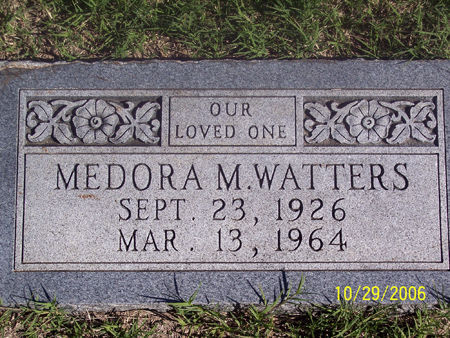 OUR
LOVED ONE
MEDORA M. WATTERS
SEPT. 23, 1926
MAR. 13, 1964
10/29/2006